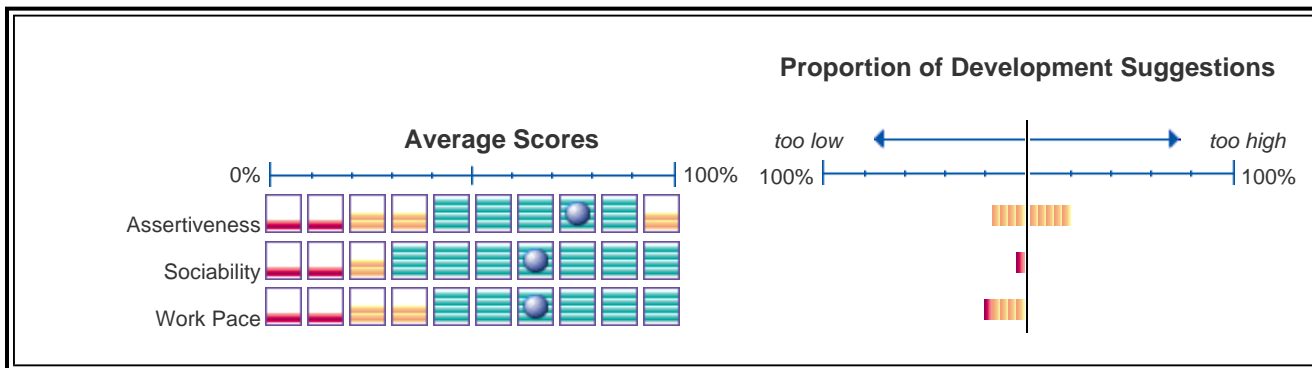 Proportion of Development Suggestions
Average Scores
too low
too high
0%
100%
100%
100%
Assertiveness
Sociability
Work Pace